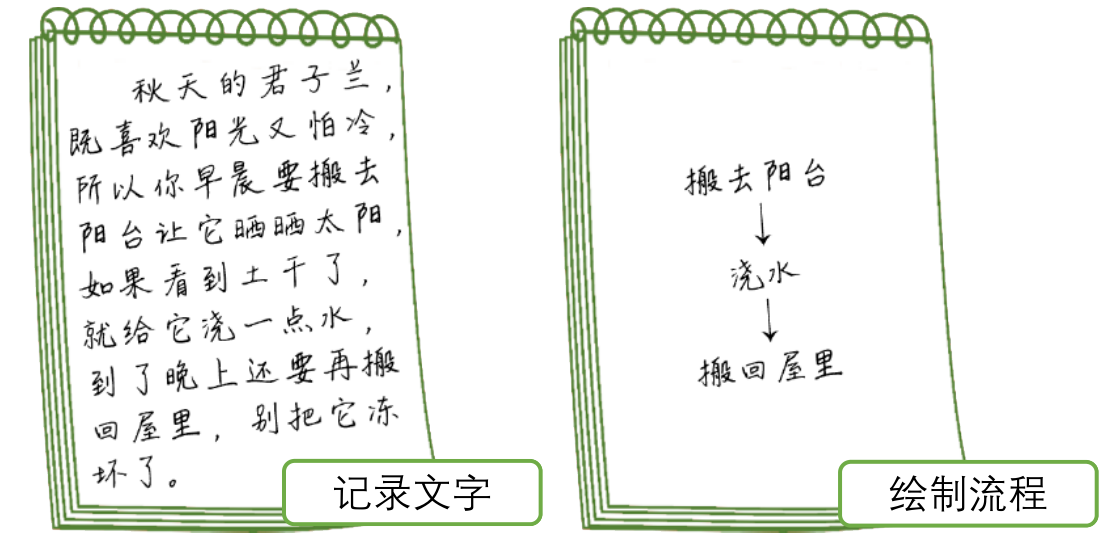 秋天的君子兰，
既喜欢阳光又怕冷，
所以你早晨要搬去
阳台让它晒晒太阳，
如果看到土干了，
就给它浇一点水，
到了晚上还要再搬
回屋里，别把它冻
坏了。
记录文字
搬去阳台
浇水
搬回屋里
绘制流程